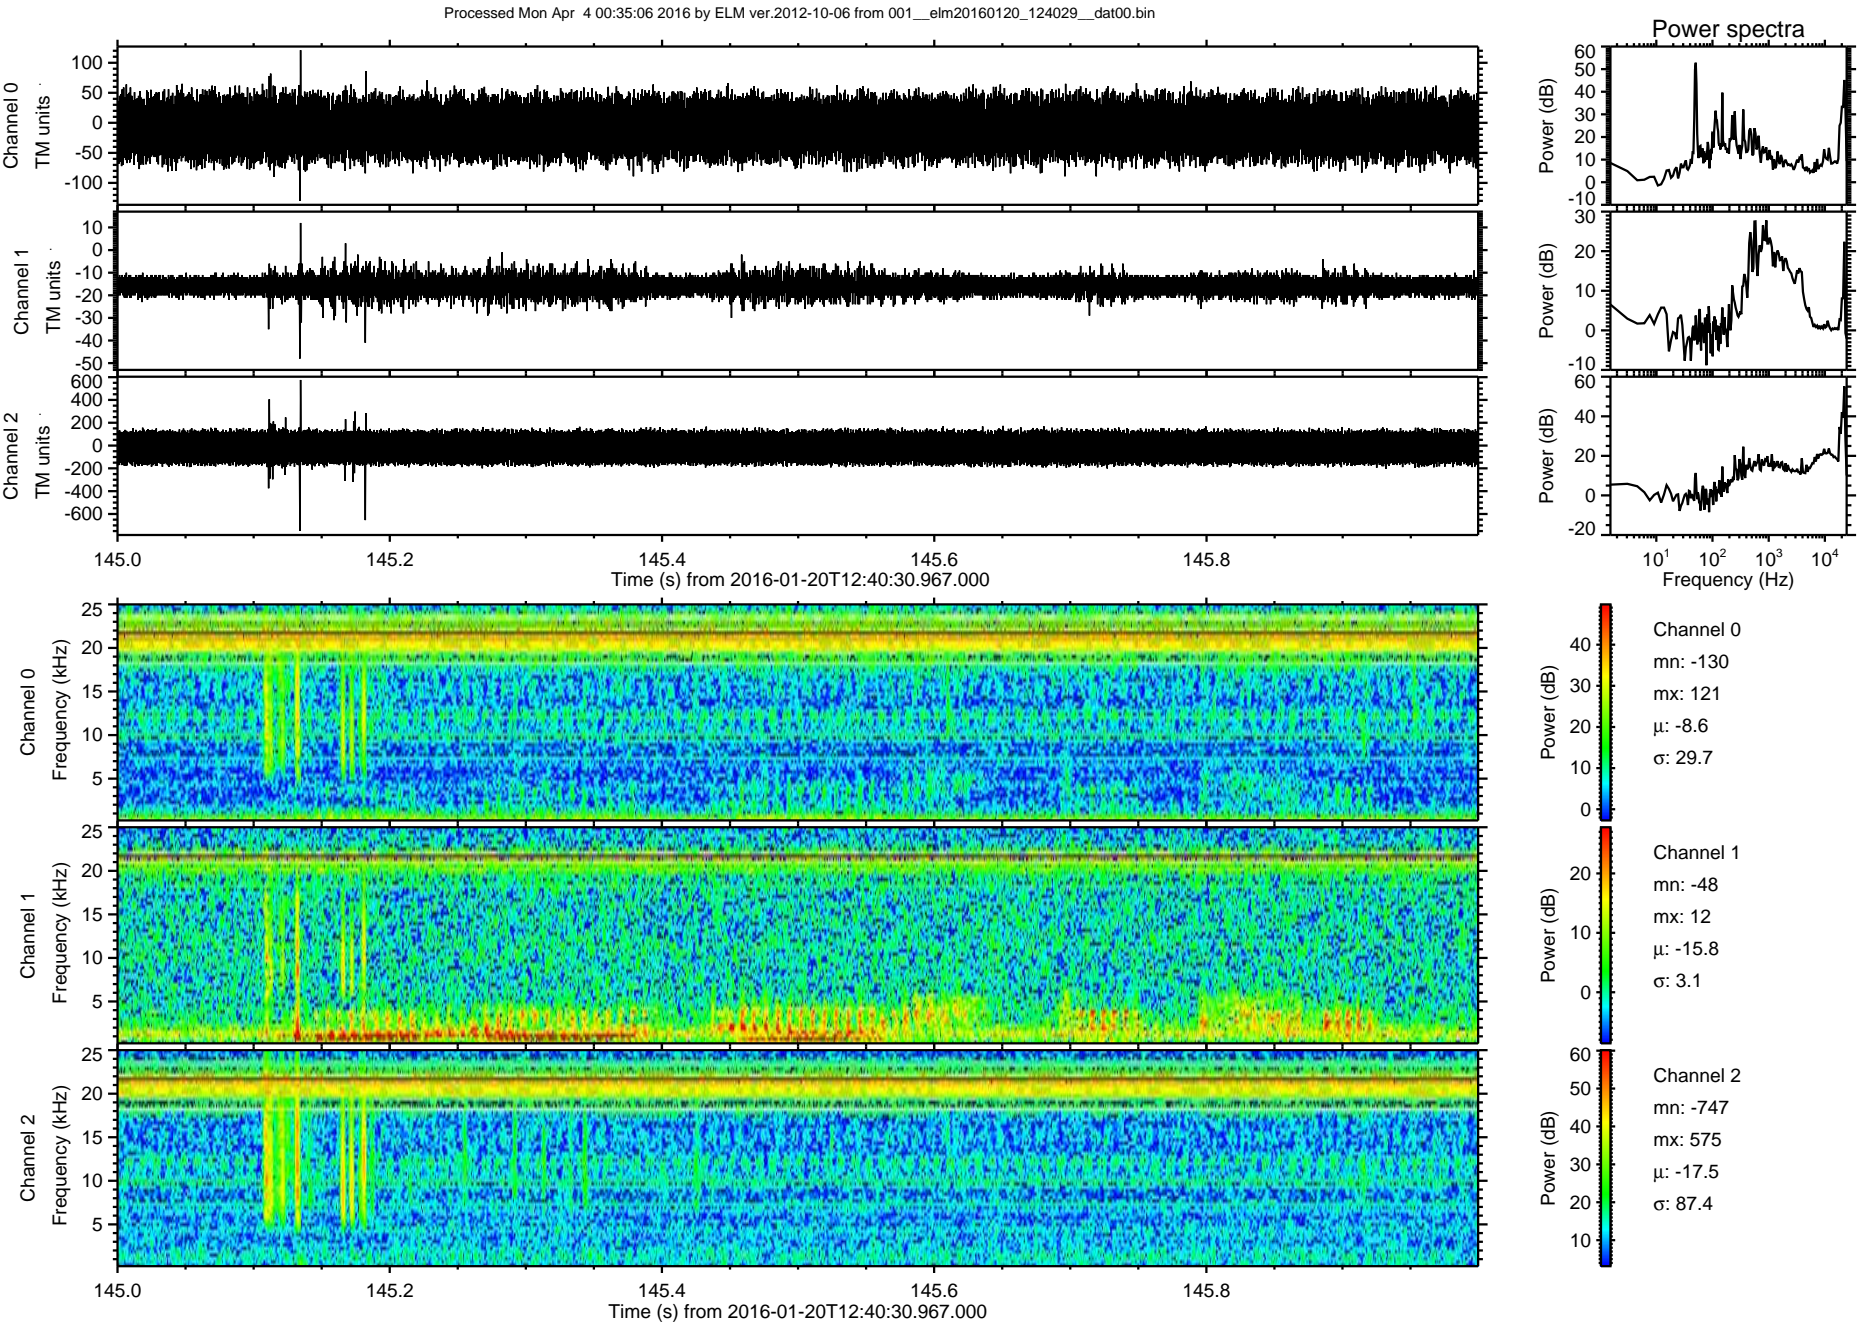 Processed Mon Apr  4 00:35:06 2016 by ELM ver.2012-10-06 from 001__elm20160120_124029__dat00.bin
Power spectra
Channel 0
TM units
100
50
0
-50
-100
Power (dB)
60
50
40
30
20
10
0
-10
Channel 1
TM units
10
0
-10
-20
-30
-40
-50
Power (dB)
30
20
10
0
-10
Channel 2
TM units
600
400
200
0
-200
-400
-600
Power (dB)
60
40
20
0
-20
145.0 145.2 145.4 145.6 145.8
Time (s) from 2016-01-20T12:40:30.967.000
10^1 10^2 10^3 10^4
Frequency (Hz)
Channel 0
Frequency (kHz)
25
20
15
10
5
Power (dB)
40
30
20
10
0
Channel 0
mn: -130
mx: 121
μ: -8.6
σ: 29.7
Channel 1
Frequency (kHz)
25
20
15
10
5
Power (dB)
20
10
0
Channel 1
mn: -48
mx: 12
μ: -15.8
σ: 3.1
Channel 2
Frequency (kHz)
25
20
15
10
5
Power (dB)
60
50
40
30
20
10
Channel 2
mn: -747
mx: 575
μ: -17.5
σ: 87.4
145.0 145.2 145.4 145.6 145.8
Time (s) from 2016-01-20T12:40:30.967.000